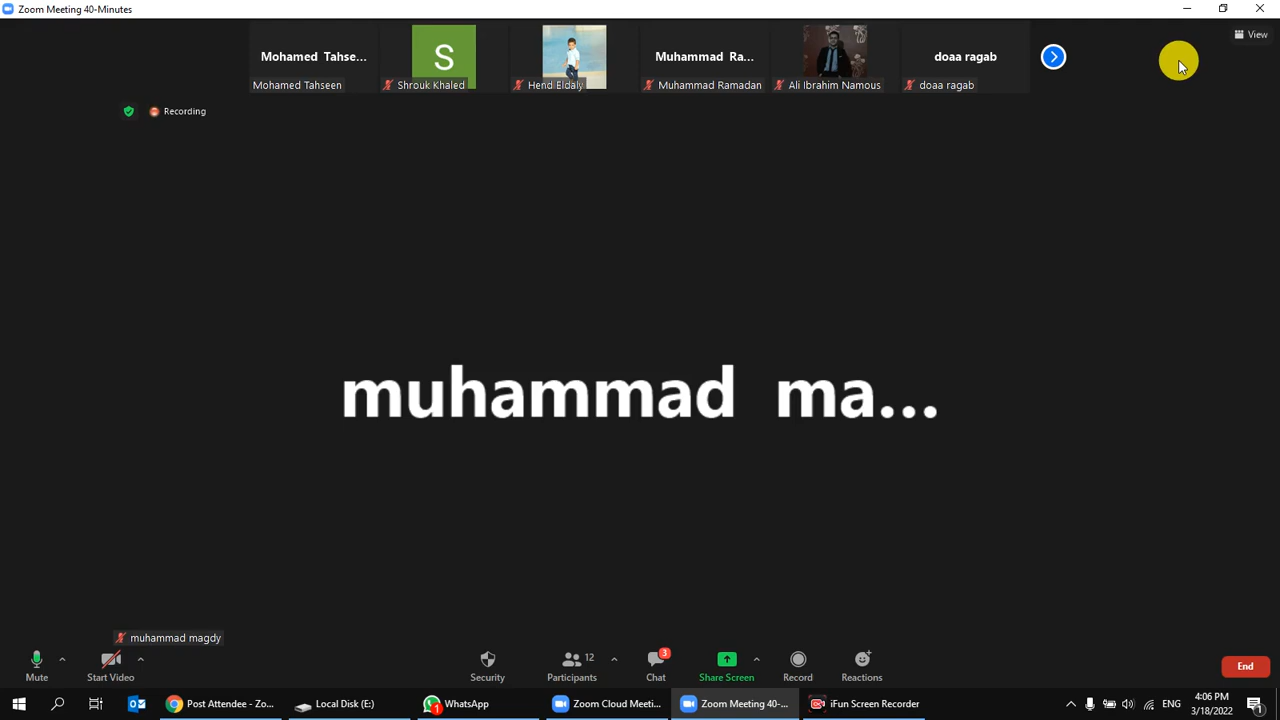 Zoom Meeting 40-Minutes
View
Mohamed Tahse...
S
Muhammad Ra...
doaa ragab
Mohamed Tahseen
Shrouk Khaled
Hend Eldaly
Muhammad Ramadan
Ali Ibrahim Namous
doaa ragab
Recording
muhammad ma...
muhammad magdy
Mute
Start Video
Security
12
Participants
3
Chat
Share Screen
Record
Reactions
End
Post Attendee - Zo...
Local Disk (E:)
1
WhatsApp
Zoom Cloud Meeti...
Zoom Meeting 40-...
iFun Screen Recorder
ENG
4:06 PM
3/18/2022
1